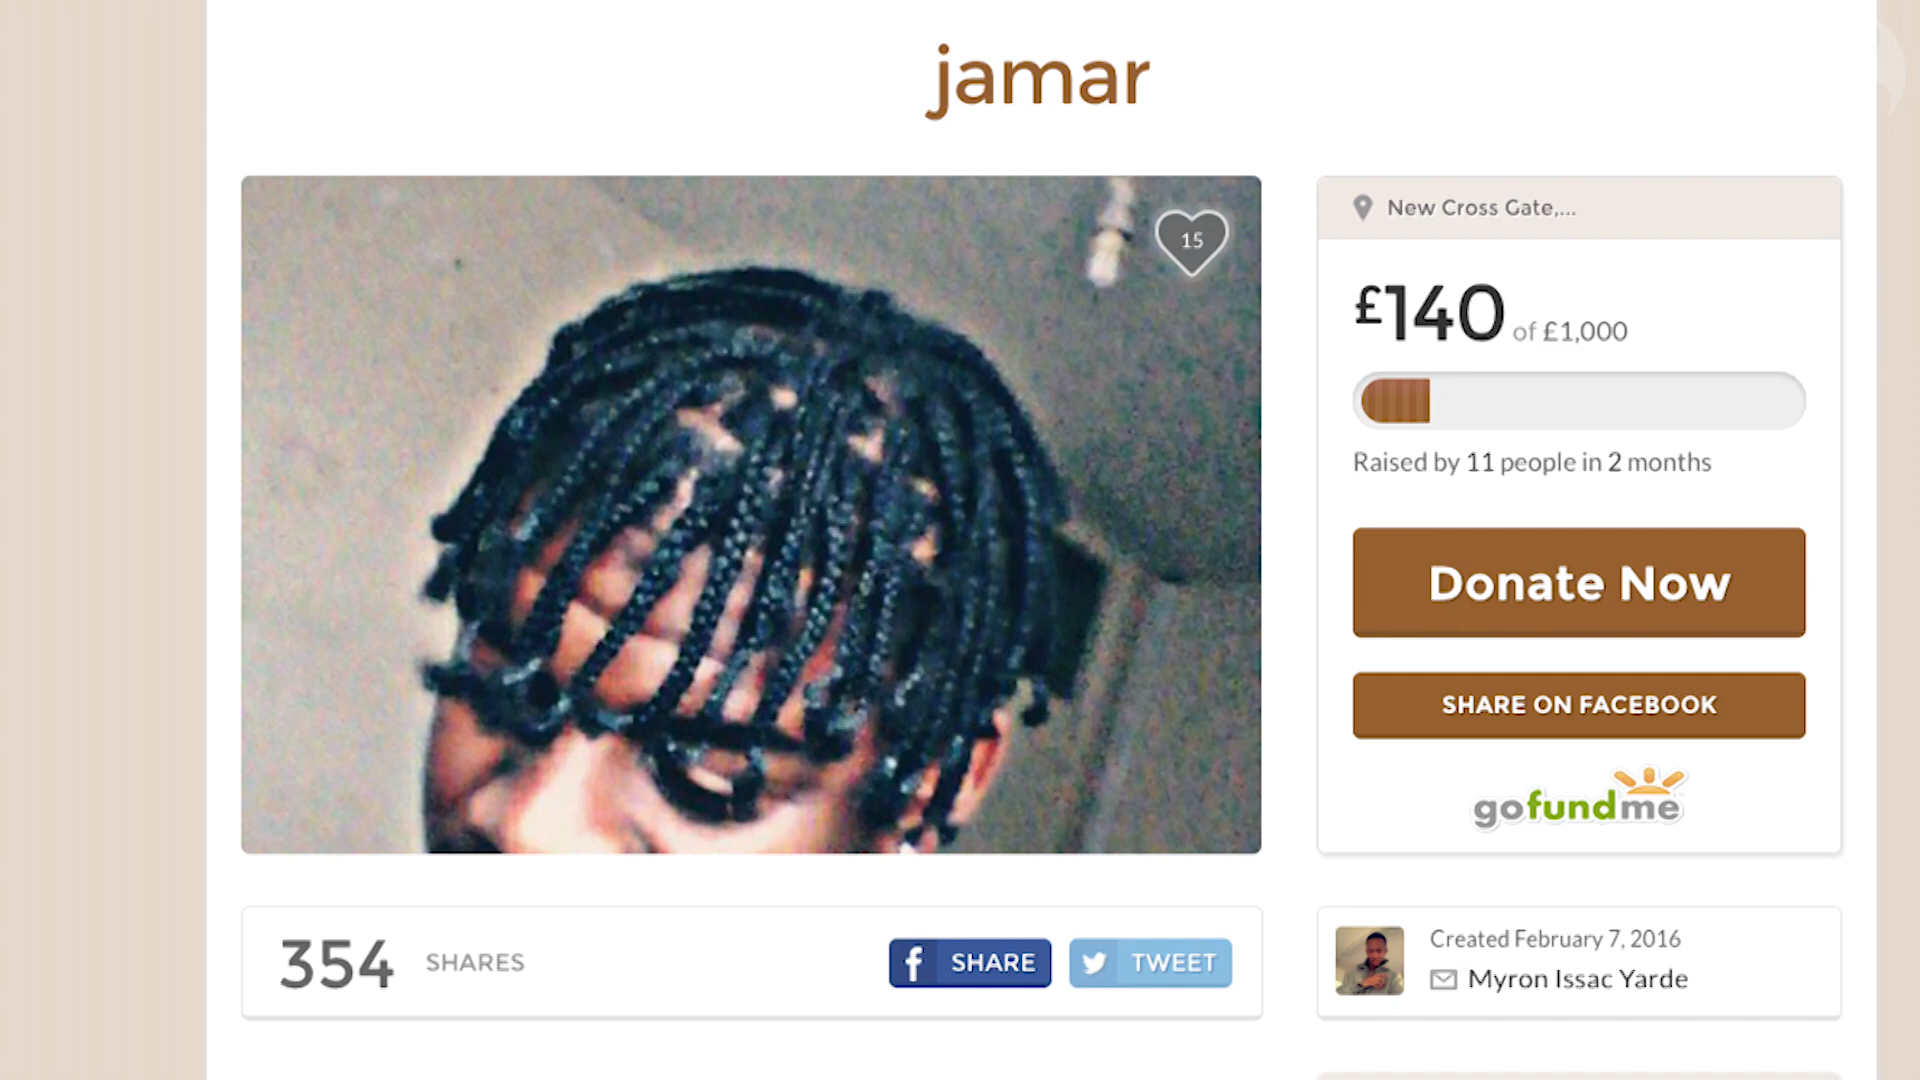 jamar
15
New Cross Gate,...
£140 of £1,000
Raised by 11 people in 2 months
Donate Now
SHARE ON FACEBOOK
gofundme
354 SHARES
SHARE
TWEET
Created February 7, 2016
Myron Issac Yarde